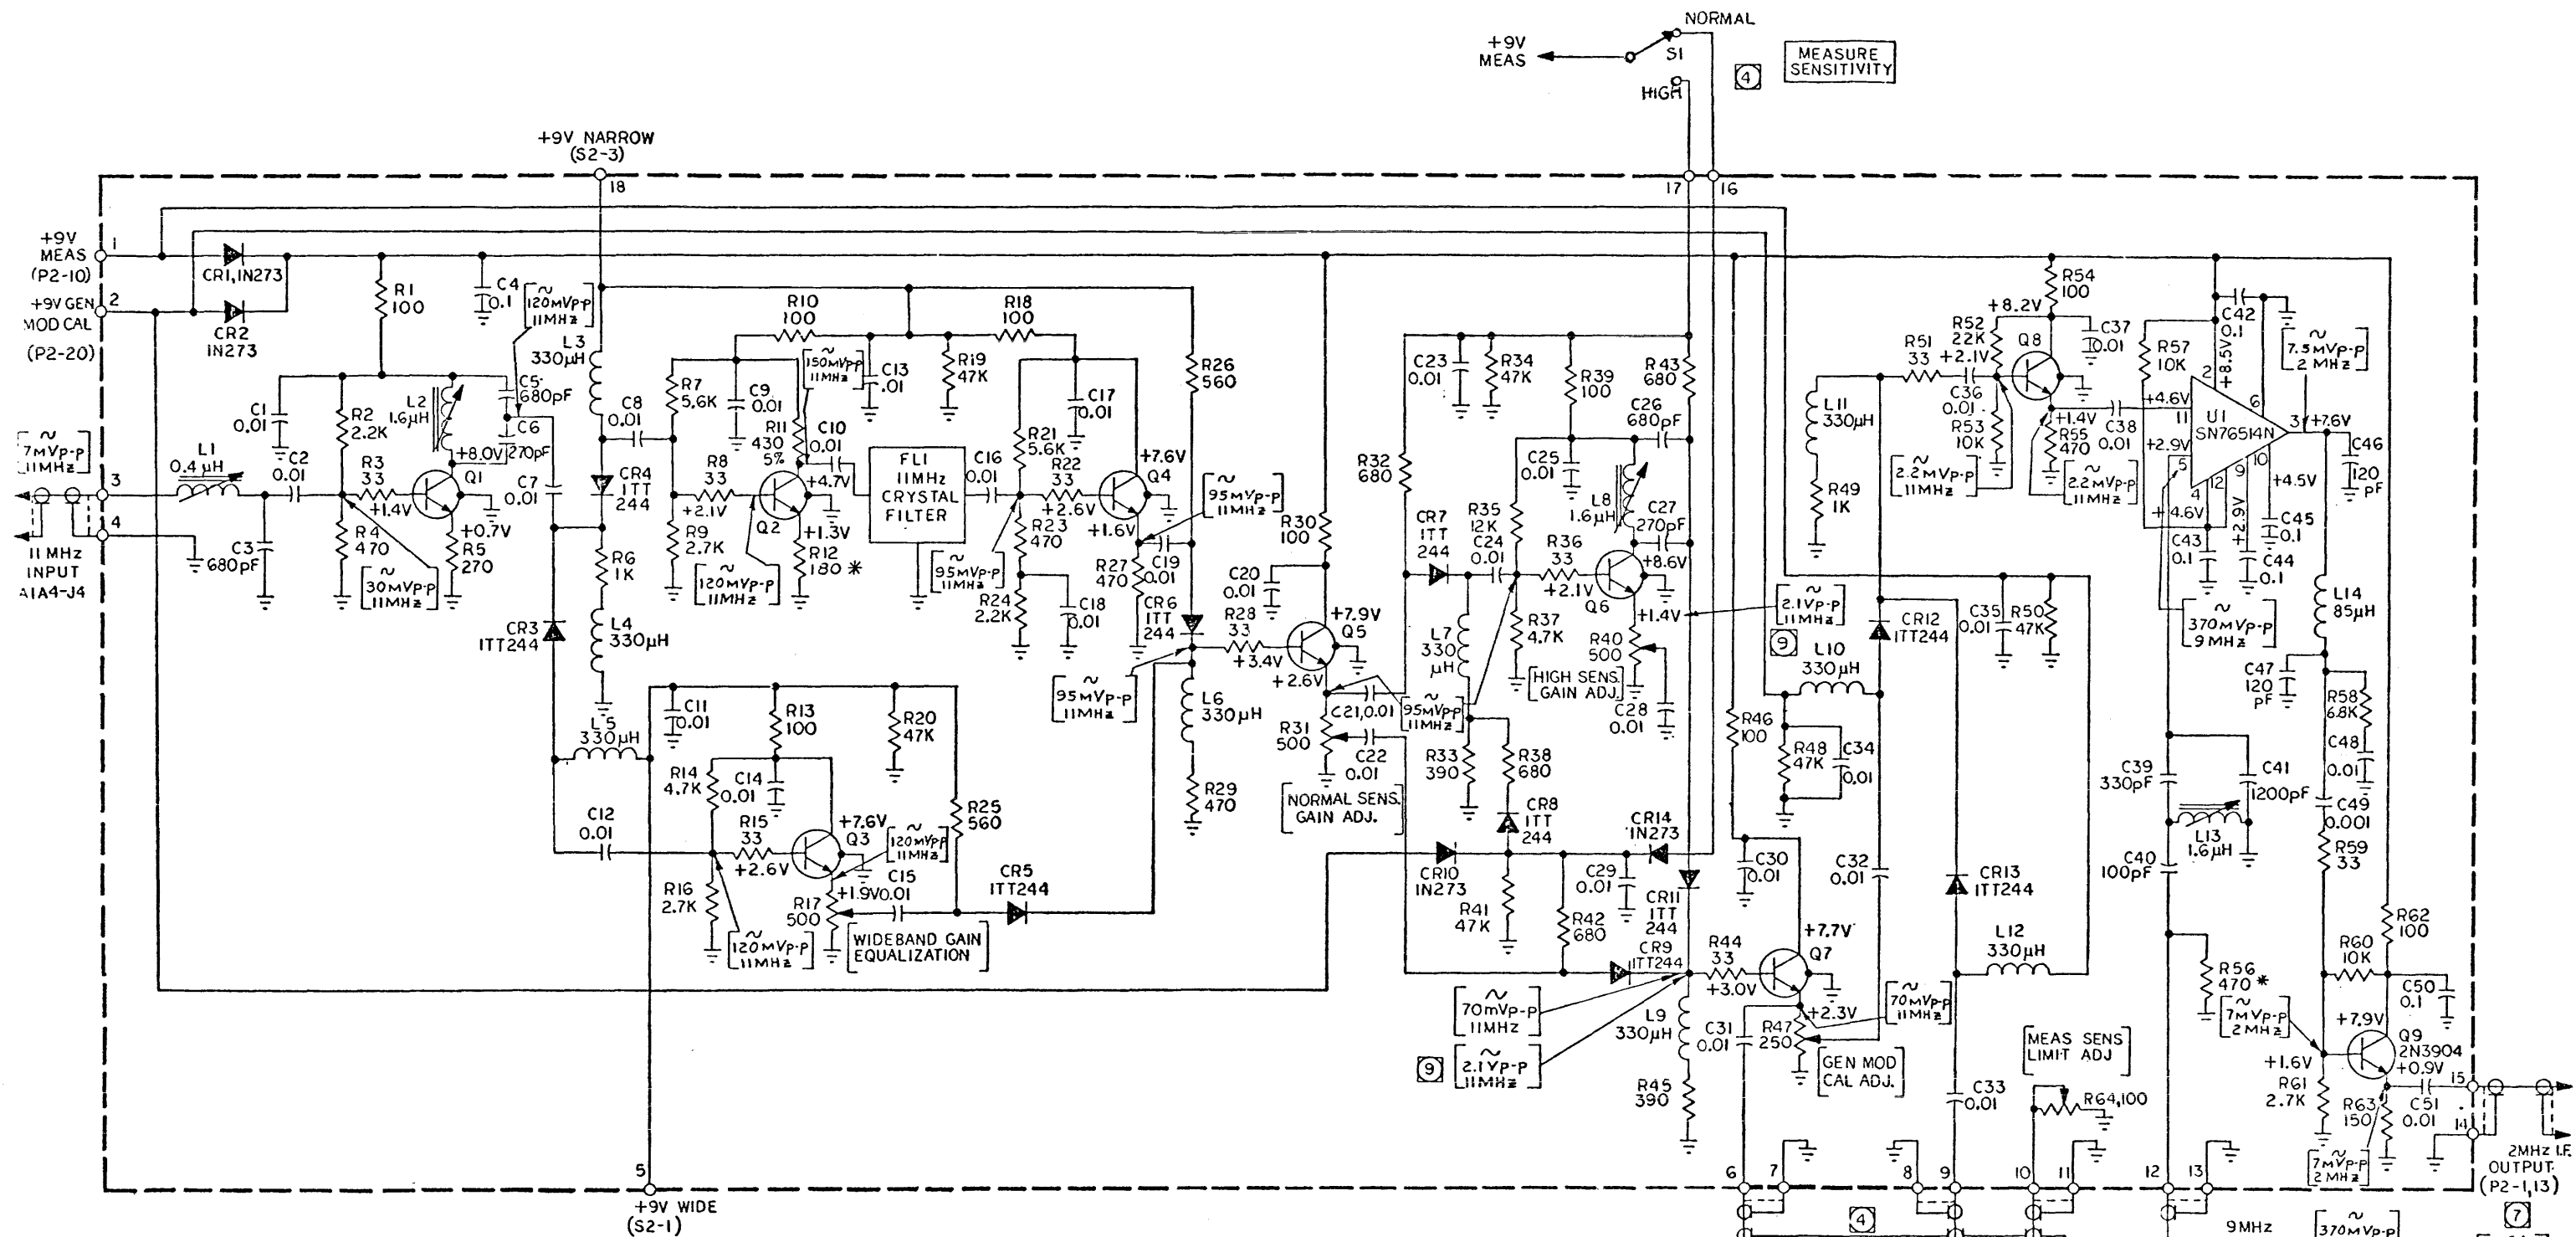 NORMAL
+9V
MEAS
S1
HIGH
4
MEASURE
SENSITIVITY
+9V NARROW
(S2-3)
18
17
16
+9V
MEAS
(P2-10)
1
CR1,IN273
+9V GEN
MOD CAL
(P2-20)
2
CR2
IN273
R1
100
C4
0.1
~
120mVp-p
11MHz
L3
330µH
R10
100
R18
100
~
150mVp-p
11MHz
C13
.01
R19
47K
R26
560
C1
0.01
R2
2.2K
L2
1.6µH
C5
680pF
C6
270pF
+8.0V
~
7mVp-p
11MHz
3
4
11 MHz
INPUT
A1A4-J4
L1
0.4 µH
C2
0.01
C3
680pF
R3
33
+1.4V
Q1
+0.7V
R4
470
R5
270
~
30mVp-p
11MHz
C7
0.01
CR4
ITT
244
C8
0.01
R7
5.6K
C9
0.01
R11
430
5%
C10
0.01
R8
33
+2.1V
Q2
+4.7V
+1.3V
R9
2.7K
R12
180 *
~
120mVp-p
11MHz
FL1
11MHz
CRYSTAL
FILTER
C16
0.01
R21
5.6K
C17
0.01
R22
33
+2.6V
Q4
+7.6V
+1.6V
~
95mVp-p
11MHz
R23
470
~
95mVp-p
11MHz
R24
2.2K
C18
0.01
R27
470
C19
0.01
CR6
ITT
244
R6
1K
L4
330µH
CR3
ITT244
R30
100
C20
0.01
R28
33
+3.4V
+7.9V
Q5
+2.6V
~
95mVp-p
11MHz
L6
330µH
R29
470
C21,0.01
R31
500
C22
0.01
NORMAL SENS.
GAIN ADJ.
L5
330µH
C11
0.01
R13
100
R20
47K
R14
4.7K
C14
0.01
R25
560
C12
0.01
R15
33
+2.6V
+7.6V
Q3
~
120mVpp
11MHz
+1.9V
C15
0.01
R16
2.7K
R17
500
~
120mVp-p
11MHz
WIDEBAND GAIN
EQUALIZATION
CR5
ITT244
5
+9V WIDE
(S2-1)
C23
0.01
R34
47K
R39
100
R43
680
C26
680pF
R32
680
C25
0.01
L8
1.6µH
C27
270pF
CR7
ITT
244
R35
12K
C24
0.01
R36
33
+2.1V
Q6
+8.6V
+1.4V
L7
330
µH
R37
4.7K
R40
500
HIGH SENS.
GAIN ADJ.
C28
0.01
~
95mVp-p
11MHz
R33
390
R38
680
CR8
ITT
244
CR14
IN273
CR10
IN273
C29
0.01
R41
47K
R42
680
CR11
ITT
244
CR9
ITT244
R44
33
+3.0V
+7.7V
Q7
+2.3V
~
70mVp-p
11MHz
9
~
2.1Vp-p
11MHz
L9
330µH
R45
390
C31
0.01
R47
250
GEN MOD
CAL ADJ.
~
70mVp-p
11MHz
~
2.1Vp-p
11MHz
9
R46
100
C30
0.01
L10
330µH
R48
47K
C34
0.01
C32
0.01
L11
330µH
R49
1K
CR12
ITT244
CR13
ITT244
L12
330µH
C33
0.01
C35
0.01
R50
47K
R51
33
R52
22K
+2.1V
+8.2V
R54
100
Q8
C37
0.01
C36
0.01
R53
10K
+1.4V
R55
470
C38
0.01
~
2.2mVp-p
11MHz
~
2.2mVp-p
11MHz
R57
10K
C42
0.1
+8.5V
2
6
+4.6V
11
U1
SN76514N
+2.9V
5
4
12
9
10
3
+7.6V
+4.6V
+2.9V
+4.5V
~
7.5mVp-p
2MHz
C46
120
pF
C45
0.1
C43
0.1
C44
0.1
L14
85µH
~
370mVp-p
9MHz
C47
120
pF
R58
6.8K
C48
0.01
C39
330pF
C41
1200pF
L13
1.6µH
C40
100pF
C49
0.001
R59
33
R62
100
R60
10K
R56
470 *
~
7mVp-p
2MHz
C50
0.1
+7.9V
Q9
2N3904
+0.9V
+1.6V
R61
2.7K
R63
150
C51
0.01
15
14
~
7mVp-p
2MHz
2MHz I.F.
OUTPUT
(P2-1,13)
7
MEAS SENS
LIMIT ADJ
R64,100
6
7
8
9
10
11
12
13
4
9MHz
~
370mVp-p